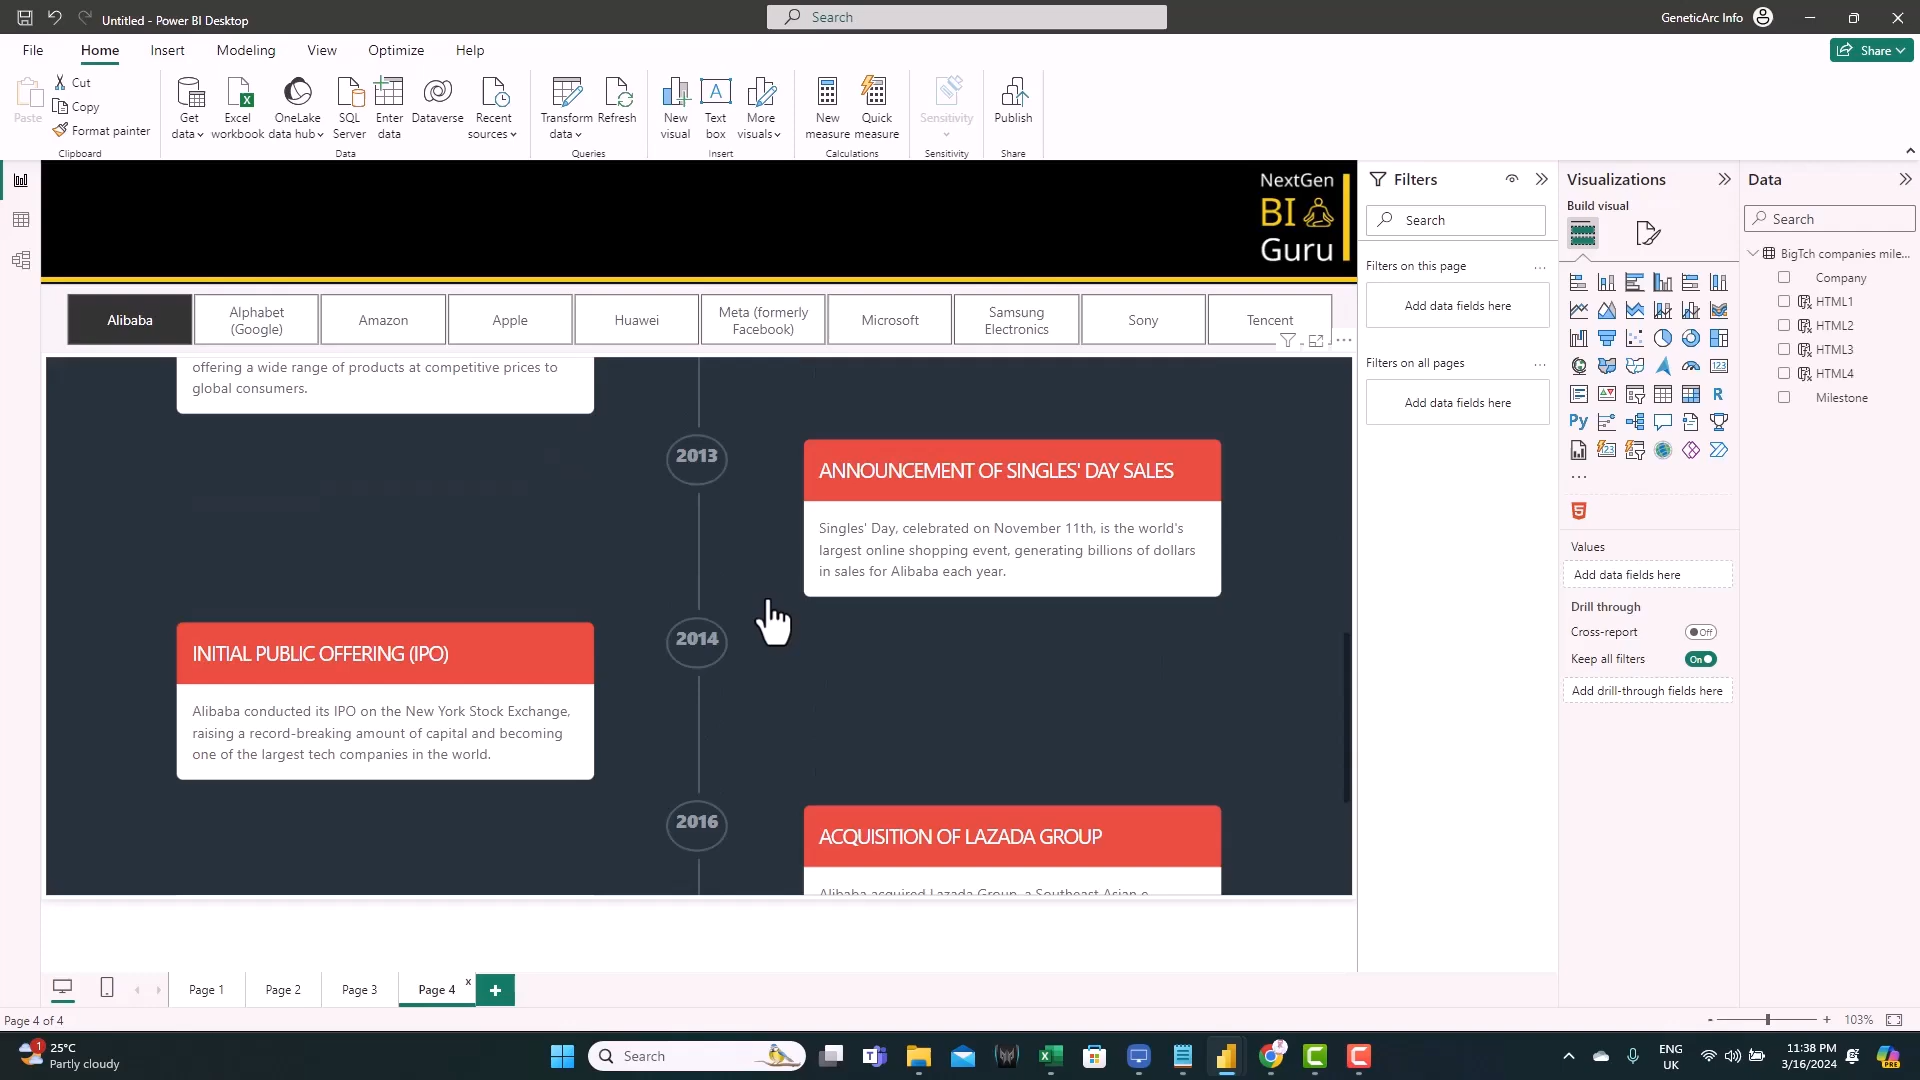 Untitled - Power BI Desktop
Search
GeneticArc Info
File
Home
Insert
Modeling
View
Optimize
Help
Share
Paste
Cut
Copy
Format painter
Clipboard
Get data
Excel workbook
OneLake data hub
SQL Server
Enter data
Dataverse
Recent sources
Data
Transform data
Refresh
Queries
New visual
Text box
More visuals
Insert
New measure
Quick measure
Calculations
Sensitivity
Sensitivity
Publish
Share
NextGen
BI
Guru
Alibaba
Alphabet (Google)
Amazon
Apple
Huawei
Meta (formerly Facebook)
Microsoft
Samsung Electronics
Sony
Tencent
offering a wide range of products at competitive prices to
global consumers.
2013
ANNOUNCEMENT OF SINGLES' DAY SALES
Singles' Day, celebrated on November 11th, is the world's
largest online shopping event, generating billions of dollars
in sales for Alibaba each year.
2014
INITIAL PUBLIC OFFERING (IPO)
Alibaba conducted its IPO on the New York Stock Exchange,
raising a record-breaking amount of capital and becoming
one of the largest tech companies in the world.
2016
ACQUISITION OF LAZADA GROUP
Alibaba acquired Lazada Group, a Southeast Asian e-
Filters
Search
Filters on this page
...
Add data fields here
Filters on all pages
...
Add data fields here
Visualizations
Build visual
123
R
Py
123
...
5
Values
Add data fields here
Drill through
Cross-report
Off
Keep all filters
On
Add drill-through fields here
Data
Search
BigTch companies mile...
Company
HTML1
HTML2
HTML3
HTML4
Milestone
Page 1
Page 2
Page 3
Page 4
x
+
Page 4 of 4
- + 103%
1
25°C
Partly cloudy
Search
ENG
UK
11:38 PM
3/16/2024
PRE